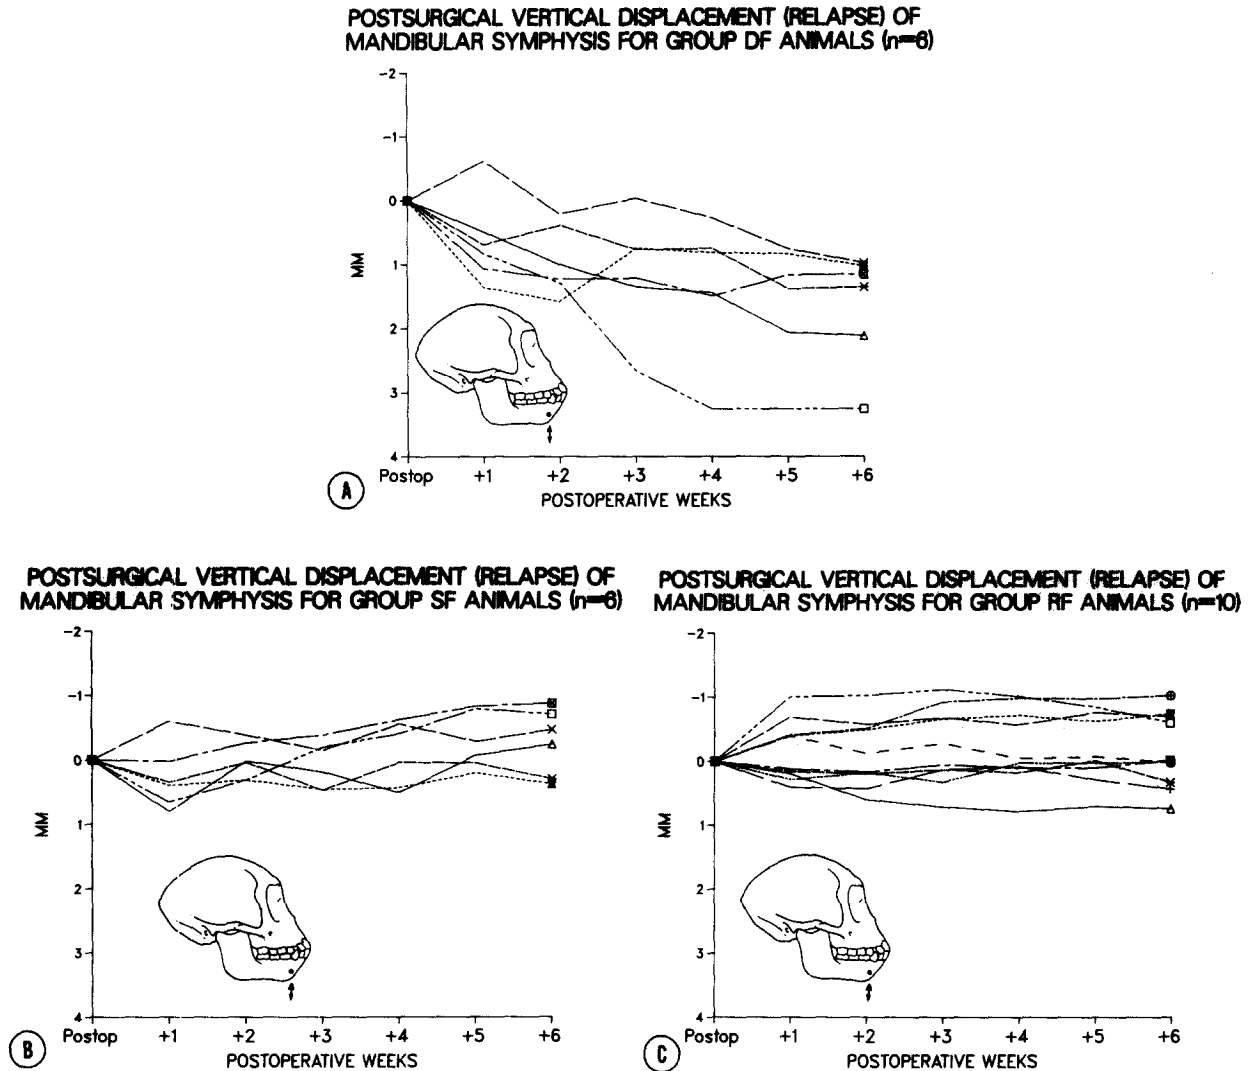 POSTSURGICAL VERTICAL DISPLACEMENT (RELAPSE) OF
MANDIBULAR SYMPHYSIS FOR GROUP DF ANIMALS (n=6)
-2
-1
0
1
2
3
4
MM
Postop +1 +2 +3 +4 +5 +6
POSTOPERATIVE WEEKS
A
POSTSURGICAL VERTICAL DISPLACEMENT (RELAPSE) OF
MANDIBULAR SYMPHYSIS FOR GROUP SF ANIMALS (n=6)
-2
-1
0
1
2
3
4
MM
Postop +1 +2 +3 +4 +5 +6
POSTOPERATIVE WEEKS
B
POSTSURGICAL VERTICAL DISPLACEMENT (RELAPSE) OF
MANDIBULAR SYMPHYSIS FOR GROUP RF ANIMALS (n=10)
-2
-1
0
1
2
3
4
MM
Postop +1 +2 +3 +4 +5 +6
POSTOPERATIVE WEEKS
C